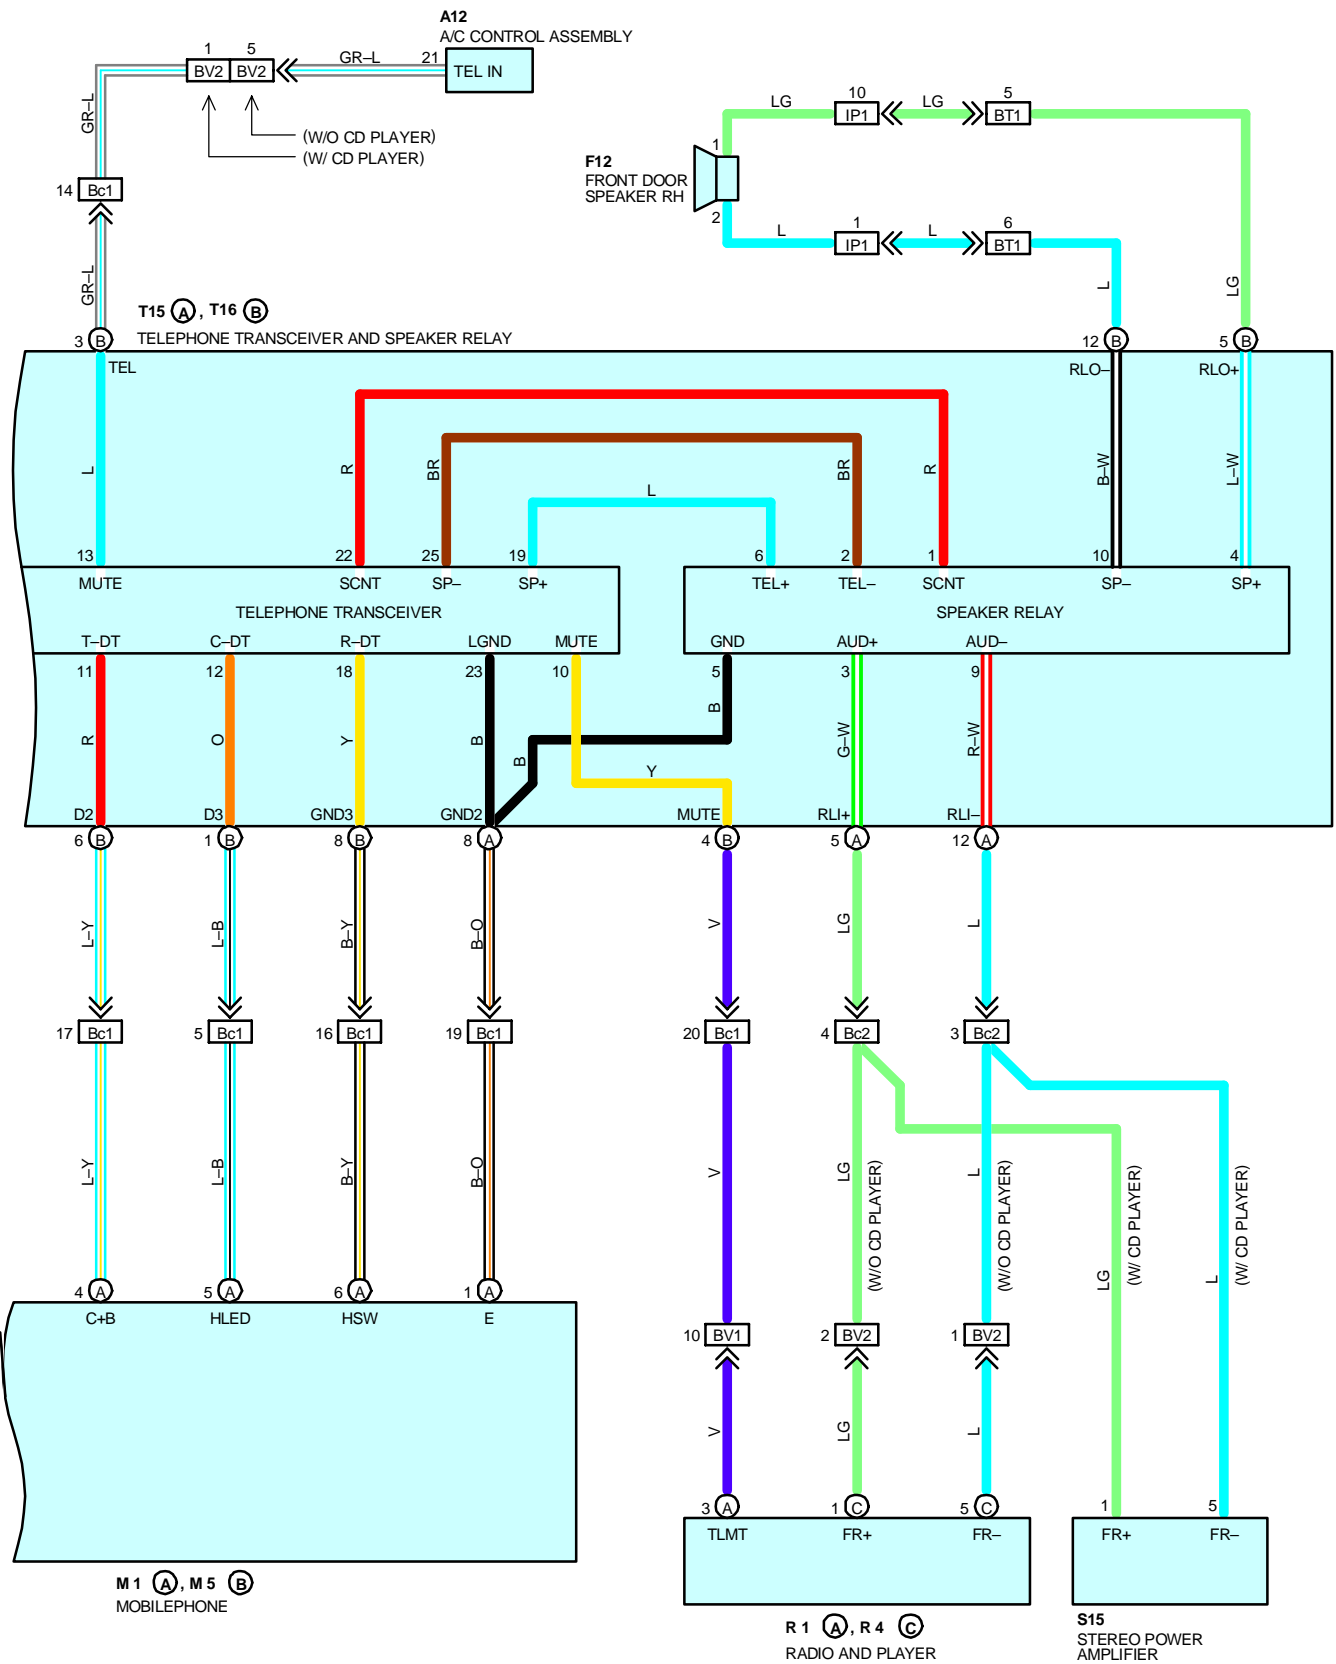 A12
A/C CONTROL ASSEMBLY
1 5 GR–L 21
BV2 BV2 TEL IN
(W/O CD PLAYER)
(W/ CD PLAYER)
GR–L
14 Bc1
GR–L
LG 10 LG 5
IP1 BT1
1
F12
FRONT DOOR
SPEAKER RH
2
L 1 L 6
IP1 BT1
L LG
T15 A , T16 B
TELEPHONE TRANSCEIVER AND SPEAKER RELAY
3 B 12 B 5 B
TEL RLO– RLO+
L R BR L BR R B–W L–W
13 22 25 19 6 2 1 10 4
MUTE SCNT SP– SP+ TEL+ TEL– SCNT SP– SP+
TELEPHONE TRANSCEIVER SPEAKER RELAY
T–DT C–DT R–DT LGND MUTE GND AUD+ AUD–
11 12 18 23 10 5 3 9
R O Y B B Y B G–W R–W
D2 D3 GND3 GND2 MUTE RLI+ RLI–
6 B 1 B 8 B 8 A 4 B 5 A 12 A
L–Y L–B B–Y B–O V LG L
17 Bc1 5 Bc1 16 Bc1 19 Bc1 20 Bc1 4 Bc2 3 Bc2
L–Y L–B B–Y B–O V LG (W/O CD PLAYER) L (W/O CD PLAYER) LG (W/ CD PLAYER) L (W/ CD PLAYER)
4 A 5 A 6 A 1 A
C+B HLED HSW E
10 BV1 2 BV2 1 BV2
V LG L
3 A 1 C 5 C 1 5
TLMT FR+ FR– FR+ FR–
M 1 A , M 5 B
MOBILEPHONE
R 1 A , R 4 C
RADIO AND PLAYER
S15
STEREO POWER
AMPLIFIER